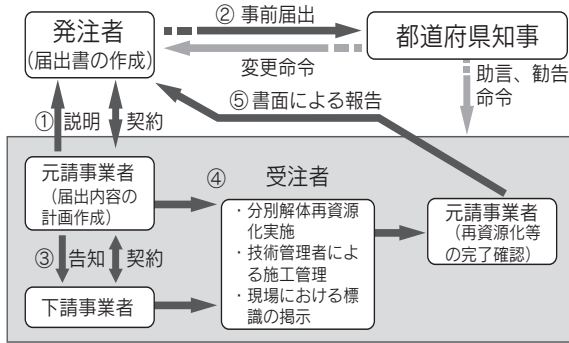 発注者
(届出書の作成)
② 事前届出
変更命令
都道府県知事
助言、勧告
命令
⑤ 書面による報告
① 説明
契約
元請事業者
(届出内容の
計画作成)
④
受注者
・分別解体再資源
化実施
・技術管理者によ
る施工管理
・現場における標
識の掲示
元請事業者
(再資源化等
の完了確認)
③ 告知
契約
下請事業者